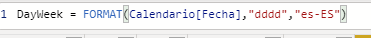 1 DayWeek = FORMAT(Calendario[Fecha],"dddd","es-ES")